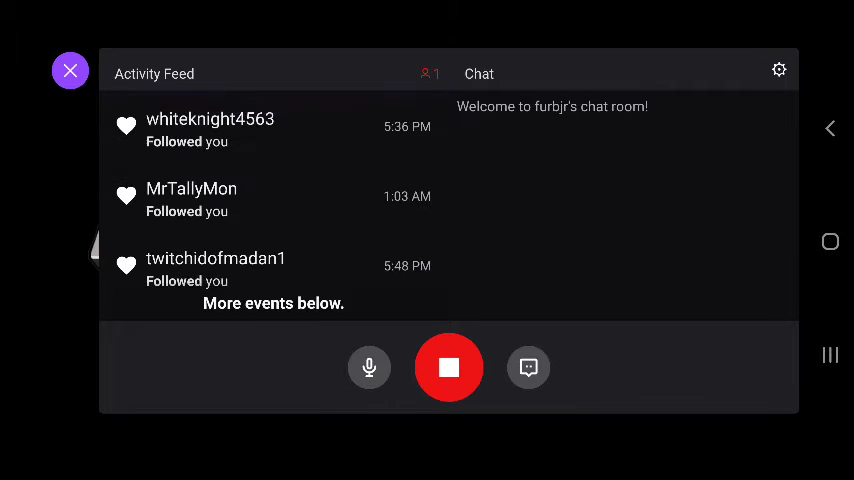 Activity Feed
1
Chat
whiteknight4563
Followed you
5:36 PM
MrTallyMon
Followed you
1:03 AM
twitchidofmadan1
Followed you
5:48 PM
More events below.
Welcome to furbjr's chat room!